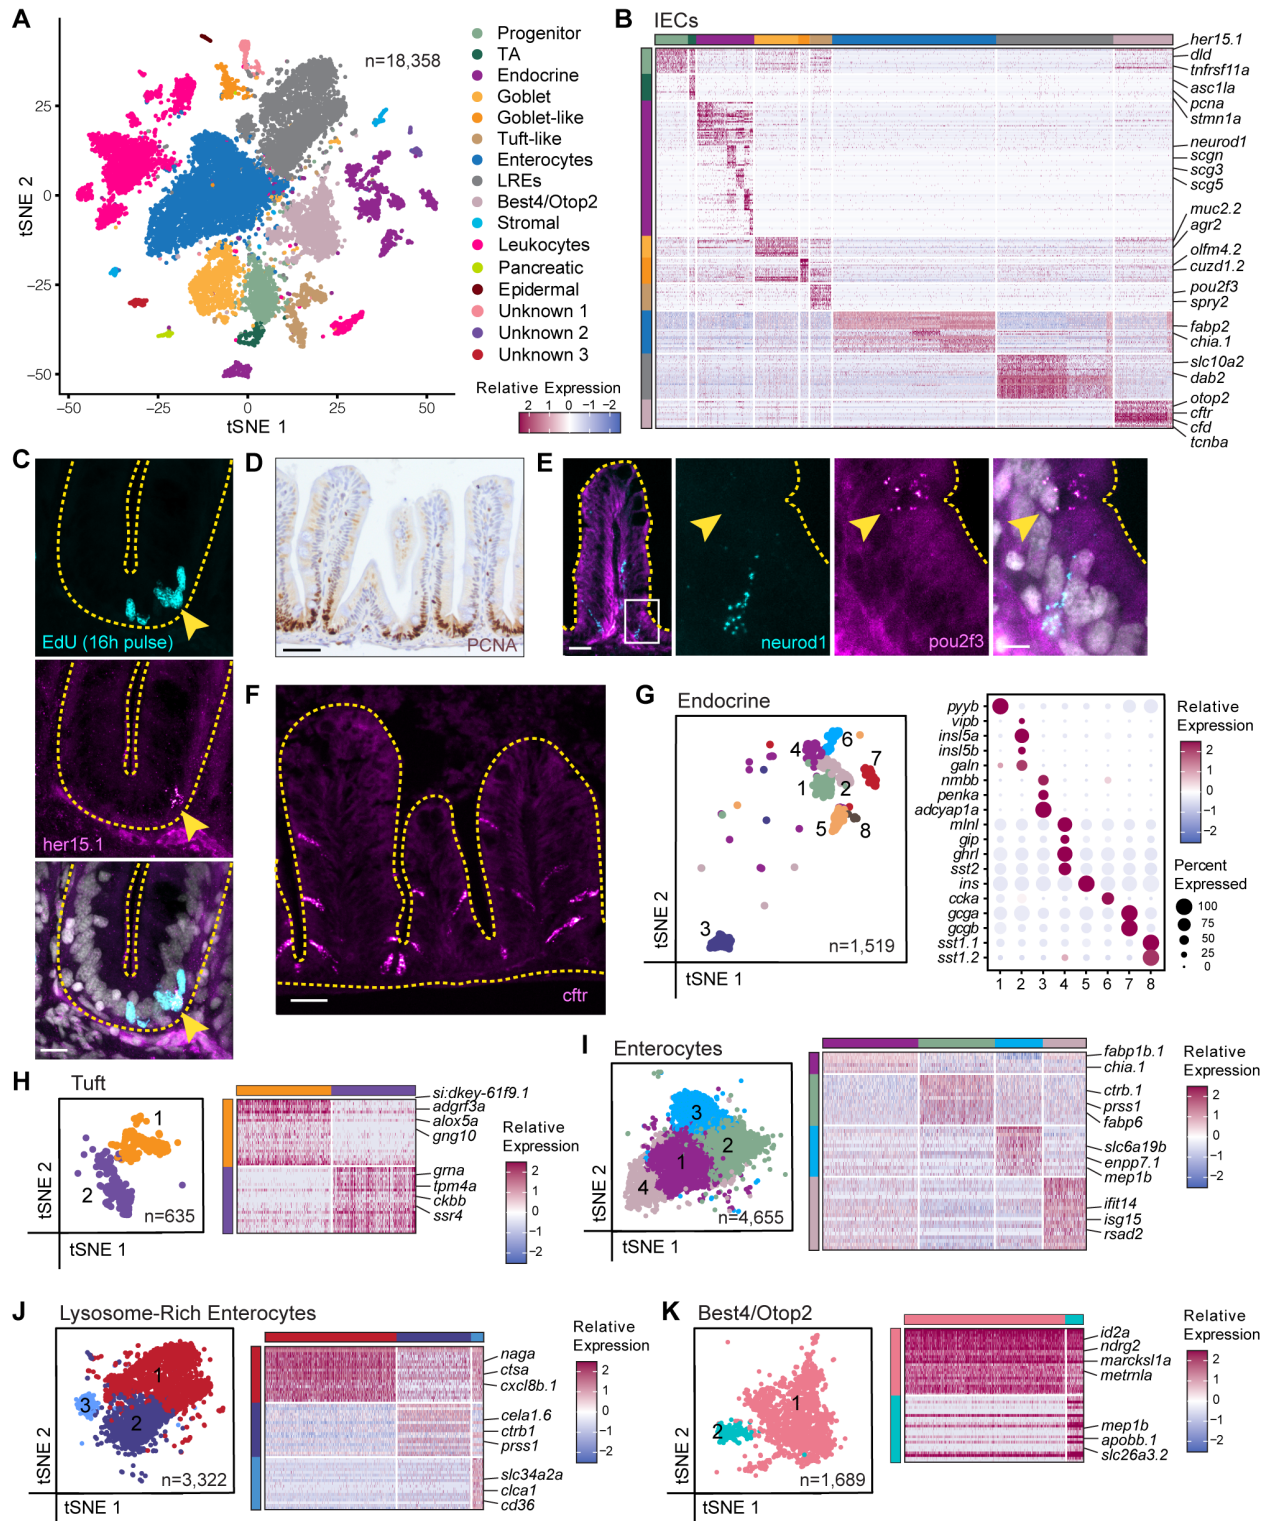 A
n=18,358
25
0
−25
−50
−50
−25
0
25
50
tSNE 2
tSNE 1
Progenitor
TA
Endocrine
Goblet
Goblet-like
Tuft-like
Enterocytes
LREs
Best4/Otop2
Stromal
Leukocytes
Pancreatic
Epidermal
Unknown 1
Unknown 2
Unknown 3
Relative Expression
2 1 0 −1 −2
B IECs
her15.1
dld
tnfrsf11a
asc1la
pcna
stmn1a
neurod1
scgn
scg3
scg5
muc2.2
agr2
olfm4.2
cuzd1.2
pou2f3
spry2
fabp2
chia.1
slc10a2
dab2
otop2
cftr
cfd
tcnba
C
EdU (16h pulse)
her15.1
D
PCNA
E
neurod1
pou2f3
F
cftr
G Endocrine
1
2
3
4
5
6
7
8
n=1,519
tSNE 2
tSNE 1
pyyb
vipb
insl5a
insl5b
galn
nmbb
penka
adcyap1a
mlnl
gip
ghrl
sst2
ins
ccka
gcga
gcgb
sst1.1
sst1.2
1 2 3 4 5 6 7 8
Relative
Expression
2
1
0
−1
−2
Percent
Expressed
100
75
50
25
0
H Tuft
1
2
n=635
tSNE 2
tSNE 1
si:dkey-61f9.1
adgrf3a
alox5a
gng10
grna
tpm4a
ckbb
ssr4
Relative
Expression
2
1
0
−1
−2
I Enterocytes
1
2
3
4
n=4,655
tSNE 2
tSNE 1
fabp1b.1
chia.1
ctrb.1
prss1
fabp6
slc6a19b
enpp7.1
mep1b
ifit14
isg15
rsad2
Relative
Expression
2
1
0
−1
−2
J Lysosome-Rich Enterocytes
1
2
3
n=3,322
tSNE 2
tSNE 1
naga
ctsa
cxcl8b.1
cela1.6
ctrb1
prss1
slc34a2a
clca1
cd36
Relative
Expression
2
1
0
−1
−2
K Best4/Otop2
1
2
n=1,689
tSNE 2
tSNE 1
id2a
ndrg2
marcksl1a
metrnla
mep1b
apobb.1
slc26a3.2
Relative
Expression
2
1
0
−1
−2